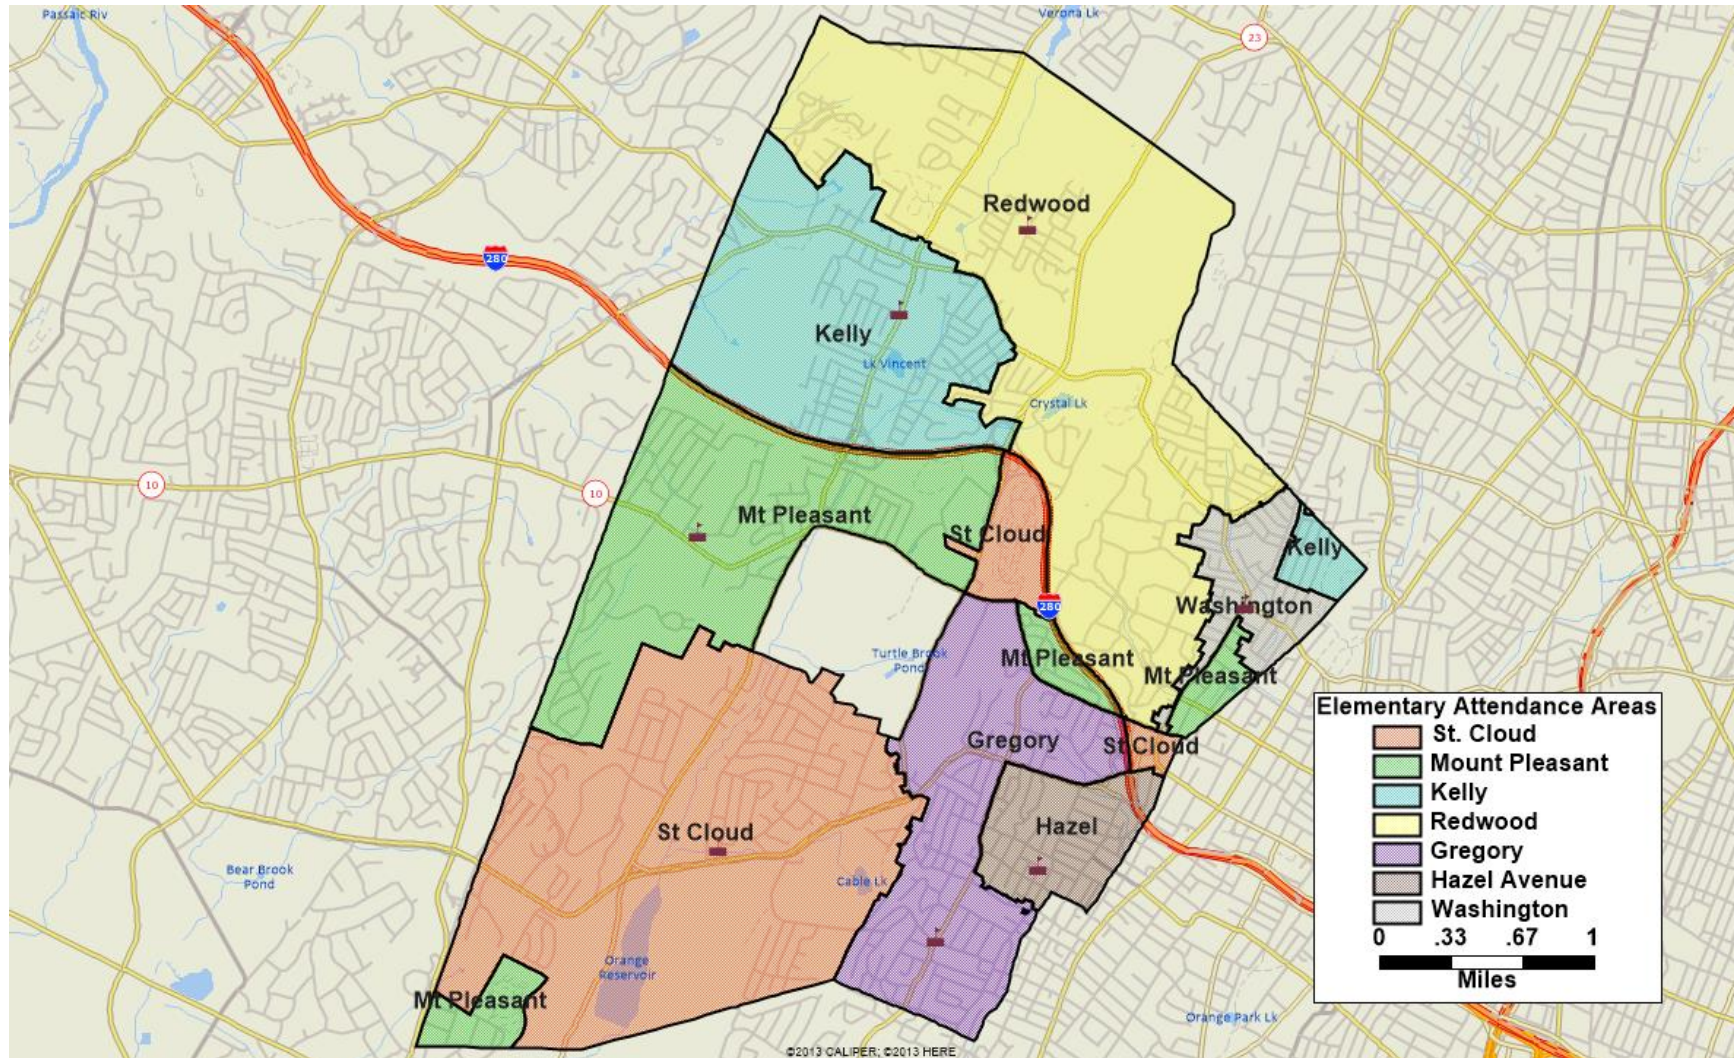 Passaic Riv
Verona Lk
23
Redwood
280
Kelly
Lk Vincent
Crystal Lk
10
10
Mt Pleasant
St Cloud
Kelly
280
Washington
Turtle Brook
Pond
Mt Pleasant
Mt Pleasant
Gregory
St Cloud
St Cloud
Hazel
Bear Brook
Pond
Cable Lk
Orange
Reservoir
Mt Pleasant
Orange Park Lk
©2013 CALIPER; ©2013 HERE
Elementary Attendance Areas
St. Cloud
Mount Pleasant
Kelly
Redwood
Gregory
Hazel Avenue
Washington
0 .33 .67 1
Miles